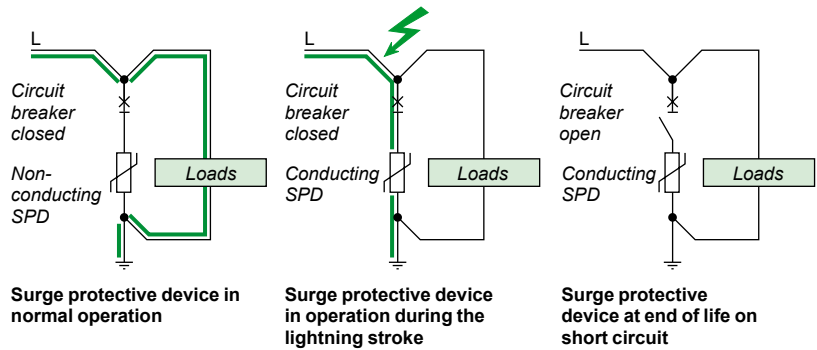 L
Circuit
breaker
closed
Non-
conducting
SPD
Loads
Surge protective device in
normal operation
L
Circuit
breaker
closed
Conducting
SPD
Loads
Surge protective device
in operation during the
lightning stroke
L
Circuit
breaker
open
Conducting
SPD
Loads
Surge protective
device at end of life on
short circuit